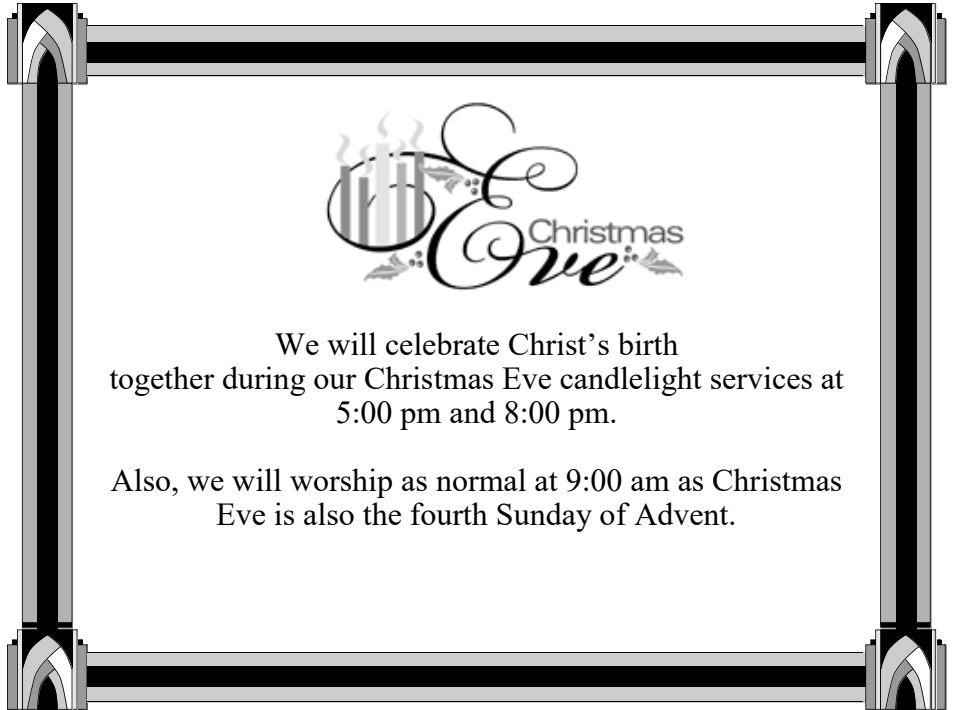 Christmas
Eve
We will celebrate Christ’s birth
together during our Christmas Eve candlelight services at
5:00 pm and 8:00 pm.
Also, we will worship as normal at 9:00 am as Christmas
Eve is also the fourth Sunday of Advent.